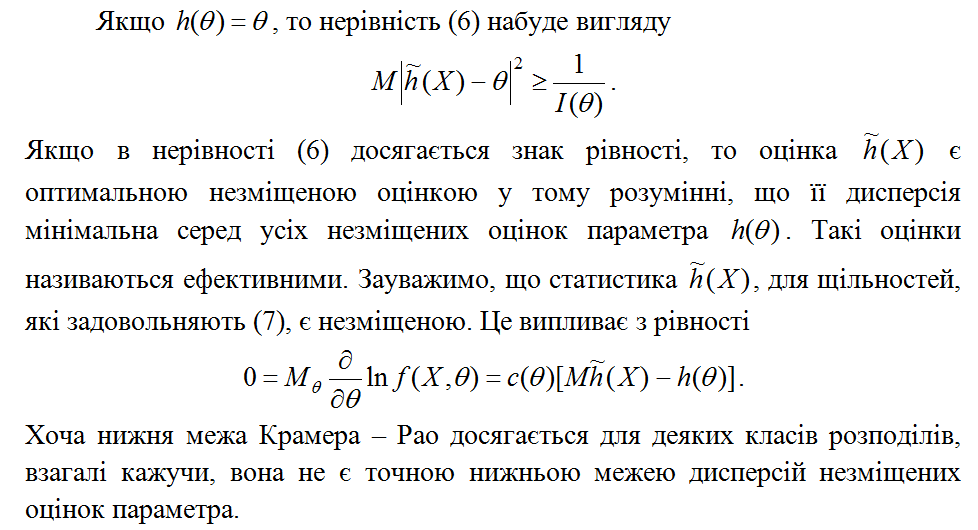 Якщо h(θ) = θ, то нерівність (6) набуде вигляду
M|h̃(X) − θ|² ≥ 1/I(θ).
Якщо в нерівності (6) досягається знак рівності, то оцінка h̃(X) є
оптимальною незміщеною оцінкою у тому розумінні, що її дисперсія
мінімальна серед усіх незміщених оцінок параметра h(θ). Такі оцінки
називаються ефективними. Зауважимо, що статистика h̃(X), для щільностей,
які задовольняють (7), є незміщеною. Це випливає з рівності
0 = M_θ ∂/∂θ ln f(X,θ) = c(θ)[Mh̃(X) − h(θ)].
Хоча нижня межа Крамера – Рао досягається для деяких класів розподілів,
взагалі кажучи, вона не є точною нижньою межею дисперсій незміщених
оцінок параметра.